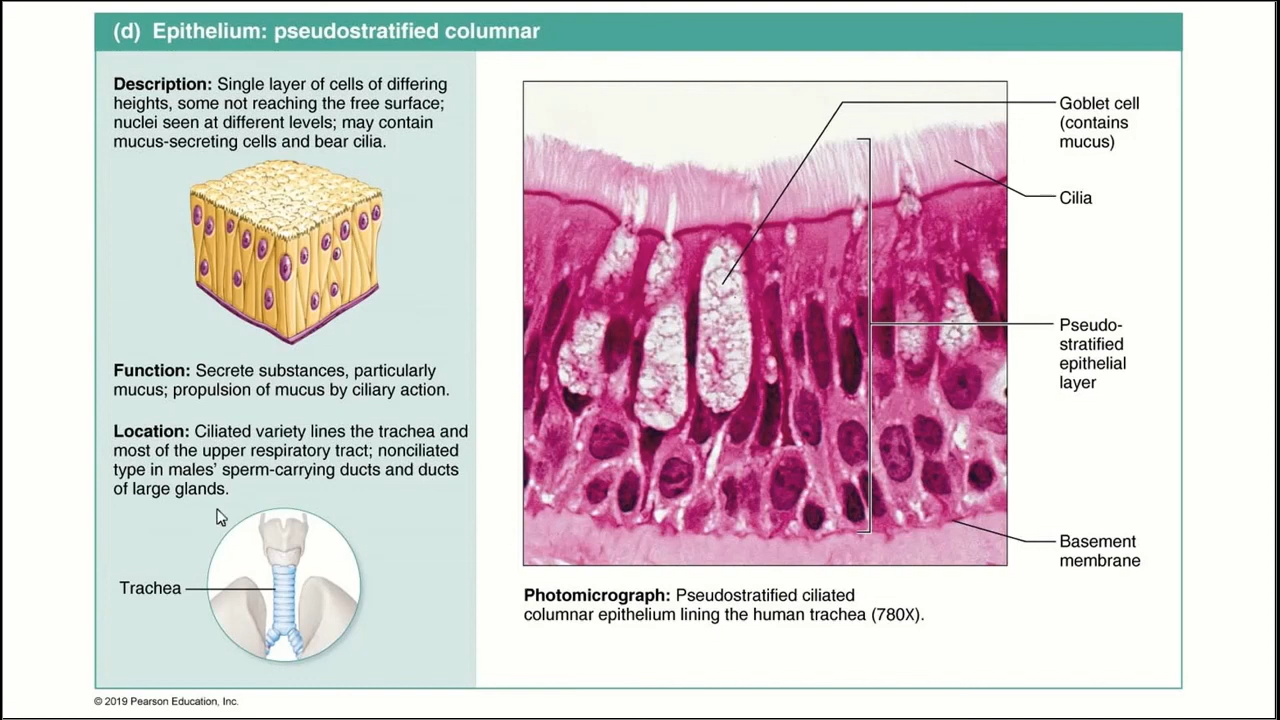 (d) Epithelium: pseudostratified columnar
Description: Single layer of cells of differing
heights, some not reaching the free surface;
nuclei seen at different levels; may contain
mucus-secreting cells and bear cilia.
Function: Secrete substances, particularly
mucus; propulsion of mucus by ciliary action.
Location: Ciliated variety lines the trachea and
most of the upper respiratory tract; nonciliated
type in males’ sperm-carrying ducts and ducts
of large glands.
Trachea
Goblet cell
(contains
mucus)
Cilia
Pseudo-
stratified
epithelial
layer
Basement
membrane
Photomicrograph: Pseudostratified ciliated
columnar epithelium lining the human trachea (780X).
© 2019 Pearson Education, Inc.